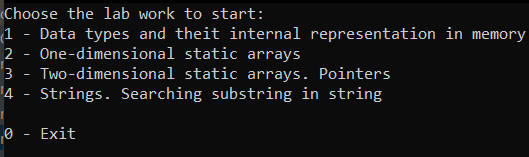 Choose the lab work to start:
1 - Data types and theit internal representation in memory
2 - One-dimensional static arrays
3 - Two-dimensional static arrays. Pointers
4 - Strings. Searching substring in string
0 - Exit